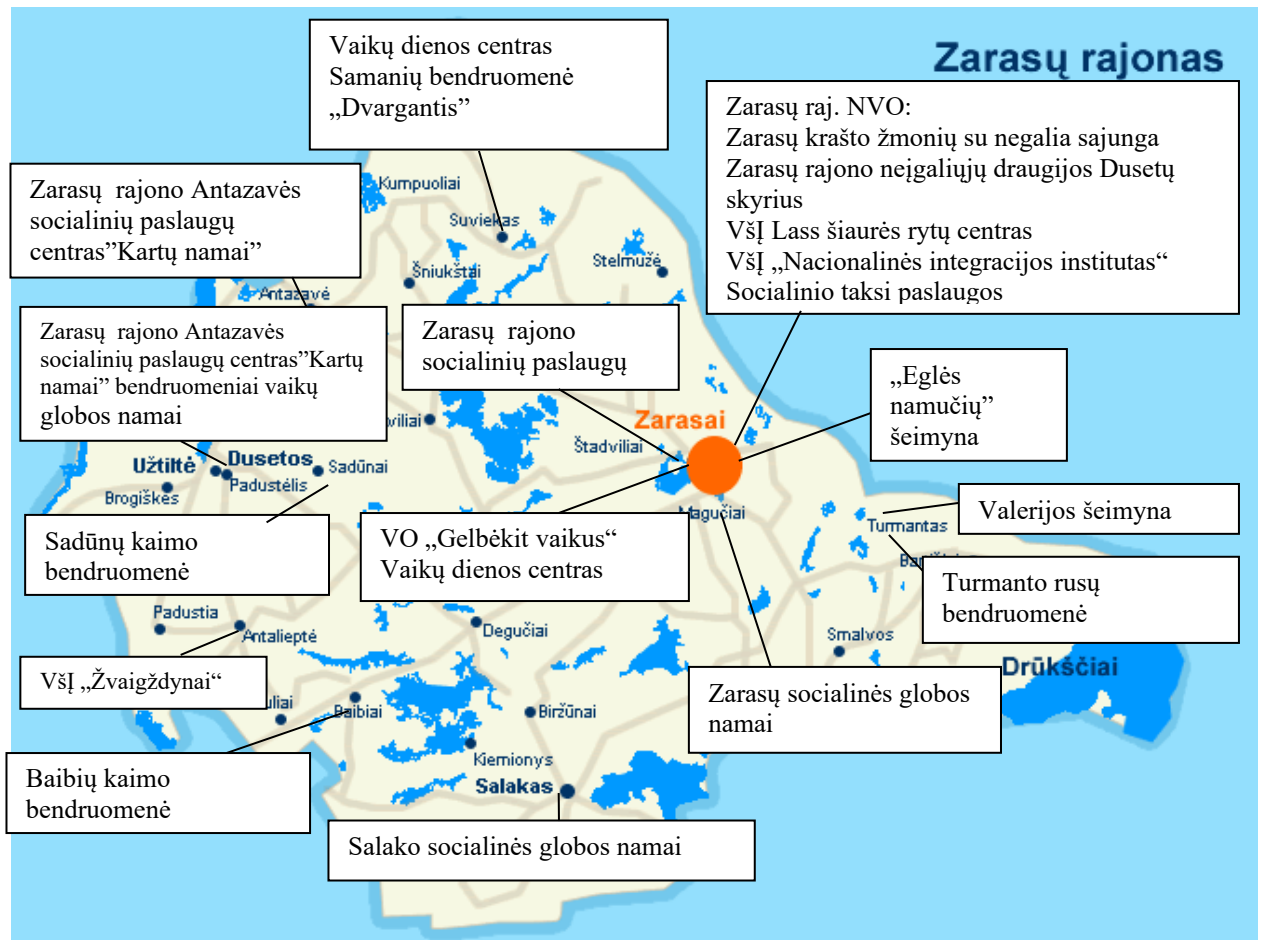 Zarasų rajonas
Vaikų dienos centras
Samanių bendruomenė
„Dvargantis”
Zarasų raj. NVO:
Zarasų krašto žmonių su negalia sajunga
Zarasų rajono neįgaliųjų draugijos Dusetų
skyrius
VšĮ Lass šiaurės rytų centras
VšĮ „Nacionalinės integracijos institutas“
Socialinio taksi paslaugos
Zarasų  rajono Antazavės
socialinių paslaugų
centras”Kartų namai”
Kumpuoliai
Suviekas
Stelmužė
Šniukštai
Antazavė
Zarasų  rajono Antazavės
socialinių paslaugų centras”Kartų
namai” bendruomeniai vaikų
globos namai
Zarasų  rajono
socialinių paslaugų
„Eglės
namučių”
šeimyna
viliai
Zarasai
Štadviliai
Užtiltė
Dusetos
Sadūnai
Padustėlis
Brogiškės
Magučiai
Valerijos šeimyna
Turmantas
Sadūnų kaimo
bendruomenė
VO „Gelbėkit vaikus“
Vaikų dienos centras
Turmanto rusų
bendruomenė
Padustia
Antalieptė
Degučiai
Smalvos
Drūkščiai
VšĮ „Žvaigždynai“
Zarasų socialinės globos
namai
uliai
Baibiai
Biržūnai
Kiemionys
Baibių kaimo
bendruomenė
Salakas
Salako socialinės globos namai